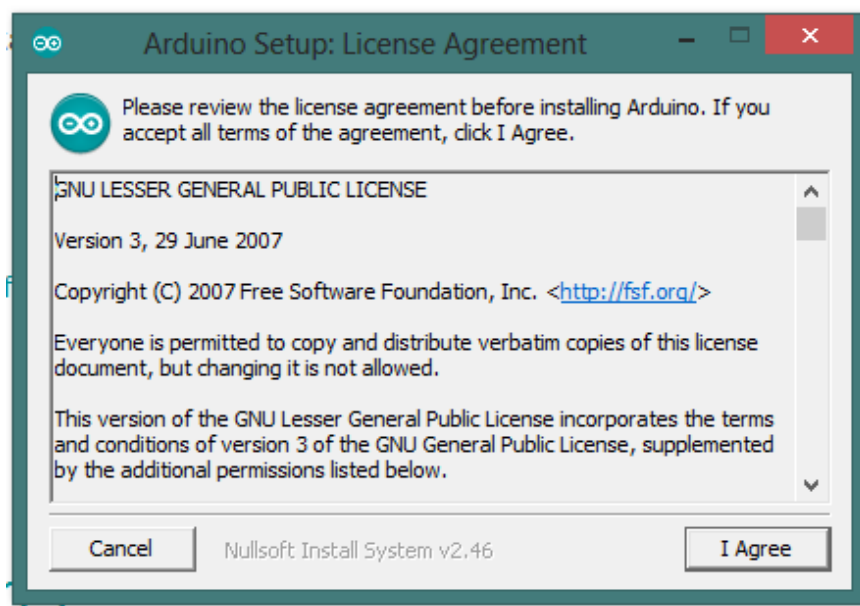 Arduino Setup: License Agreement
Please review the license agreement before installing Arduino. If you
accept all terms of the agreement, click I Agree.
GNU LESSER GENERAL PUBLIC LICENSE
Version 3, 29 June 2007
Copyright (C) 2007 Free Software Foundation, Inc. <http://fsf.org/>
Everyone is permitted to copy and distribute verbatim copies of this license
document, but changing it is not allowed.
This version of the GNU Lesser General Public License incorporates the terms
and conditions of version 3 of the GNU General Public License, supplemented
by the additional permissions listed below.
Cancel
Nullsoft Install System v2.46
I Agree